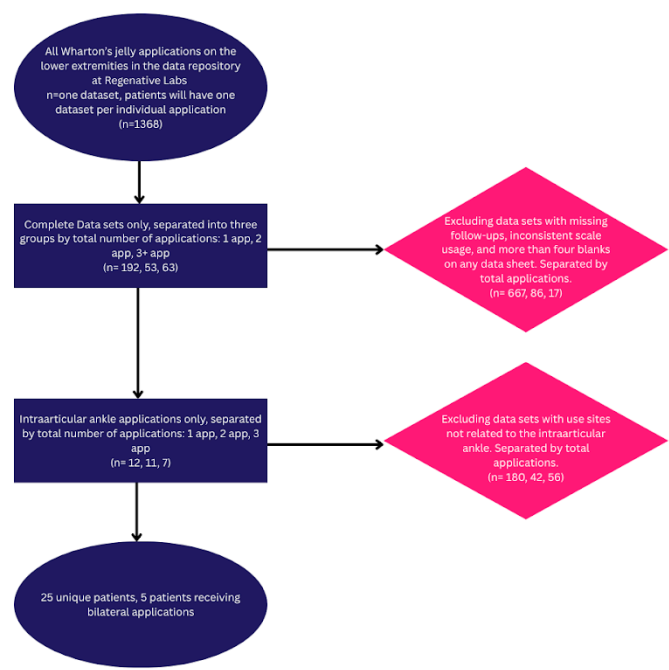 All Wharton's jelly applications on the
lower extremities in the data repository
at Regenative Labs
n=one dataset, patients will have one
dataset per individual application
(n=1368)
Complete Data sets only, separated into three
groups by total number of applications: 1 app, 2
app, 3+ app
(n= 192, 53, 63)
Excluding data sets with missing
follow-ups, inconsistent scale
usage, and more than four blanks
on any data sheet. Separated by
total applications.
(n= 667, 86, 17)
Intraarticular ankle applications only, separated
by total number of applications: 1 app, 2 app, 3
app
(n= 12, 11, 7)
Excluding data sets with use sites
not related to the intraarticular
ankle. Separated by total
applications.
(n= 180, 42, 56)
25 unique patients, 5 patients receiving
bilateral applications